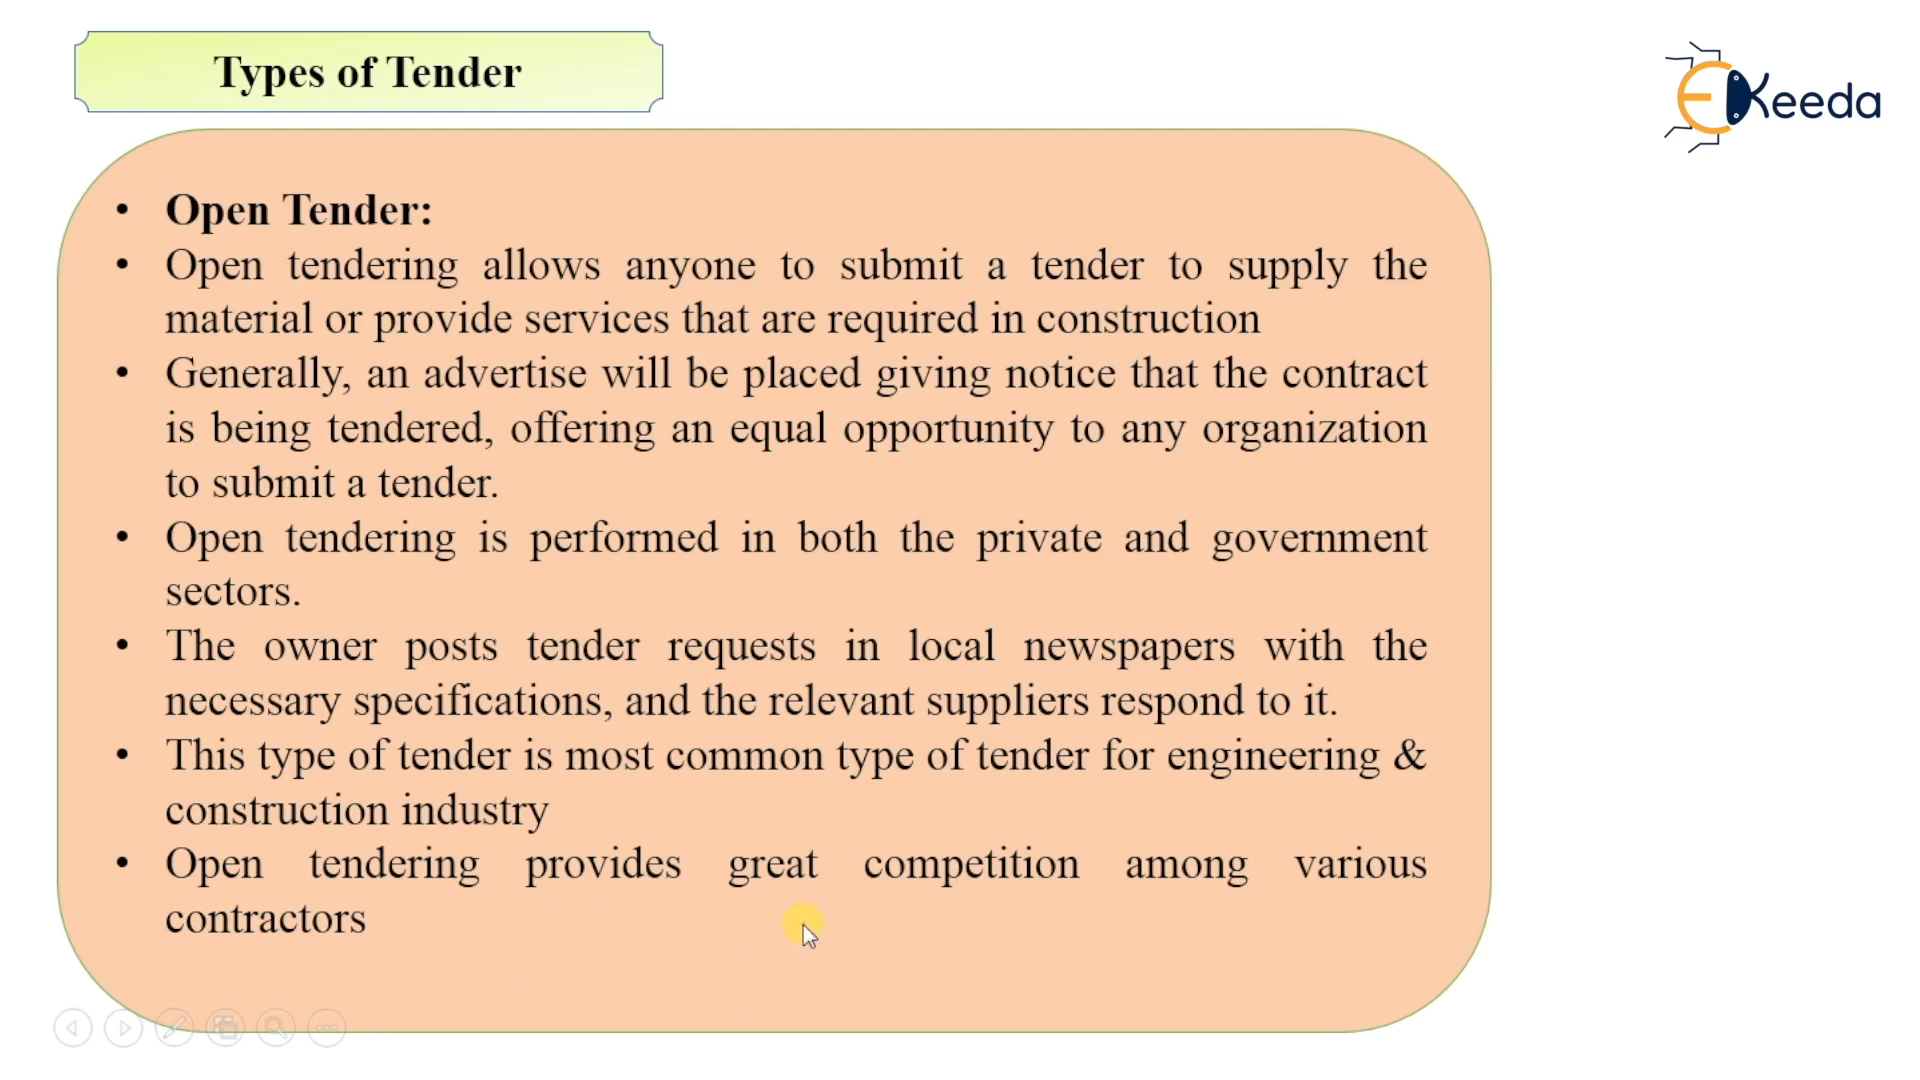 Types of Tender
EKeeda
• Open Tender:
• Open tendering allows anyone to submit a tender to supply the
material or provide services that are required in construction
• Generally, an advertise will be placed giving notice that the contract
is being tendered, offering an equal opportunity to any organization
to submit a tender.
• Open tendering is performed in both the private and government
sectors.
• The owner posts tender requests in local newspapers with the
necessary specifications, and the relevant suppliers respond to it.
• This type of tender is most common type of tender for engineering &
construction industry
• Open tendering provides great competition among various
contractors